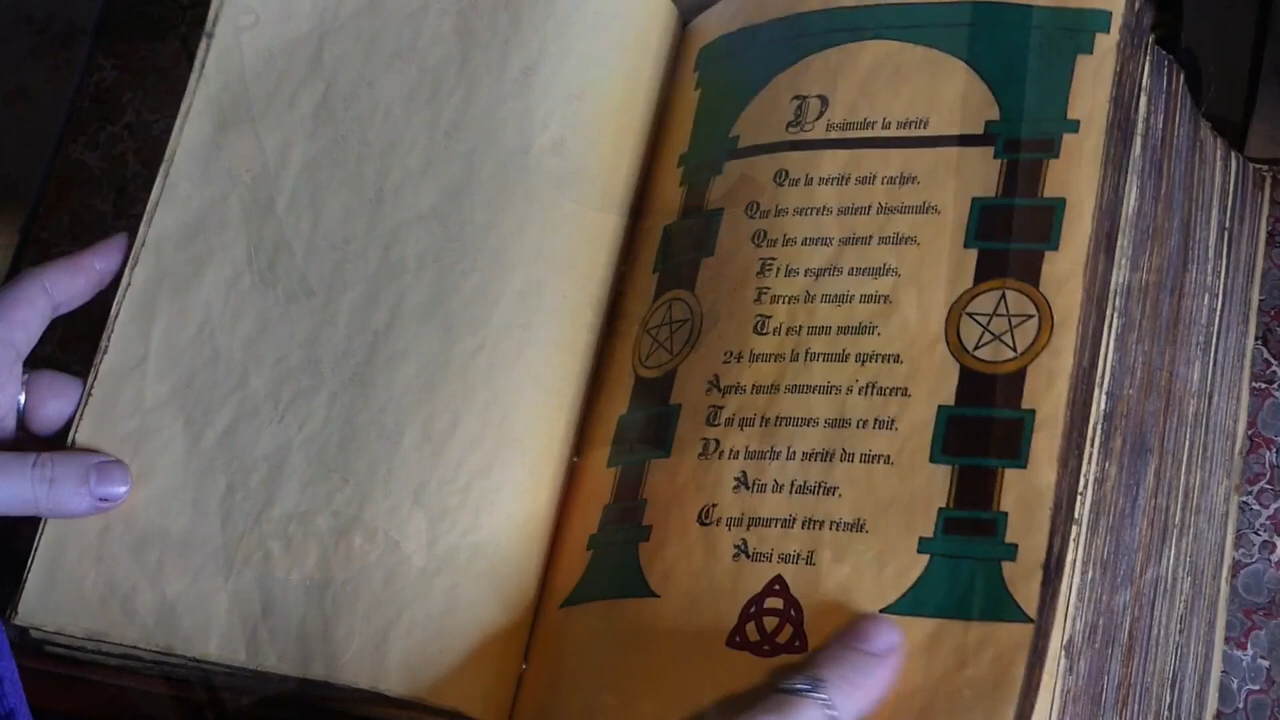 Dissimuler la vérité
Que la vérité soit cachée,
Que les secrets soient dissimulés,
Que les aveux soient voilées,
Et les esprits aveuglés,
Forces de magie noire.
Tel est mon vouloir,
24 heures la formule opérera,
Après touts souvenirs s'effacera,
Toi qui te trouves sous ce toit,
De ta bouche la vérité du niera,
Afin de falsifier,
Ce qui pourrait être révélé.
Ainsi soit-il.